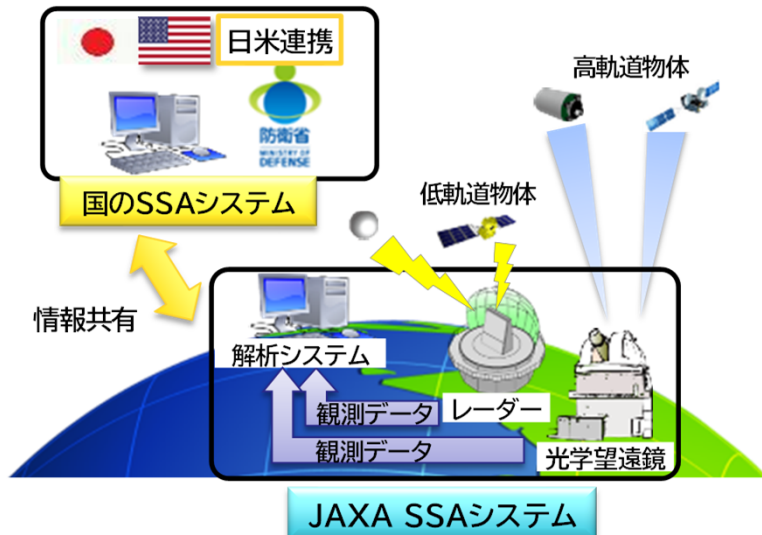 日米連携
防衛省
MINISTRY OF
DEFENSE
国のSSAシステム
高軌道物体
低軌道物体
情報共有
解析システム
レーダー
観測データ
観測データ
光学望遠鏡
JAXA SSAシステム